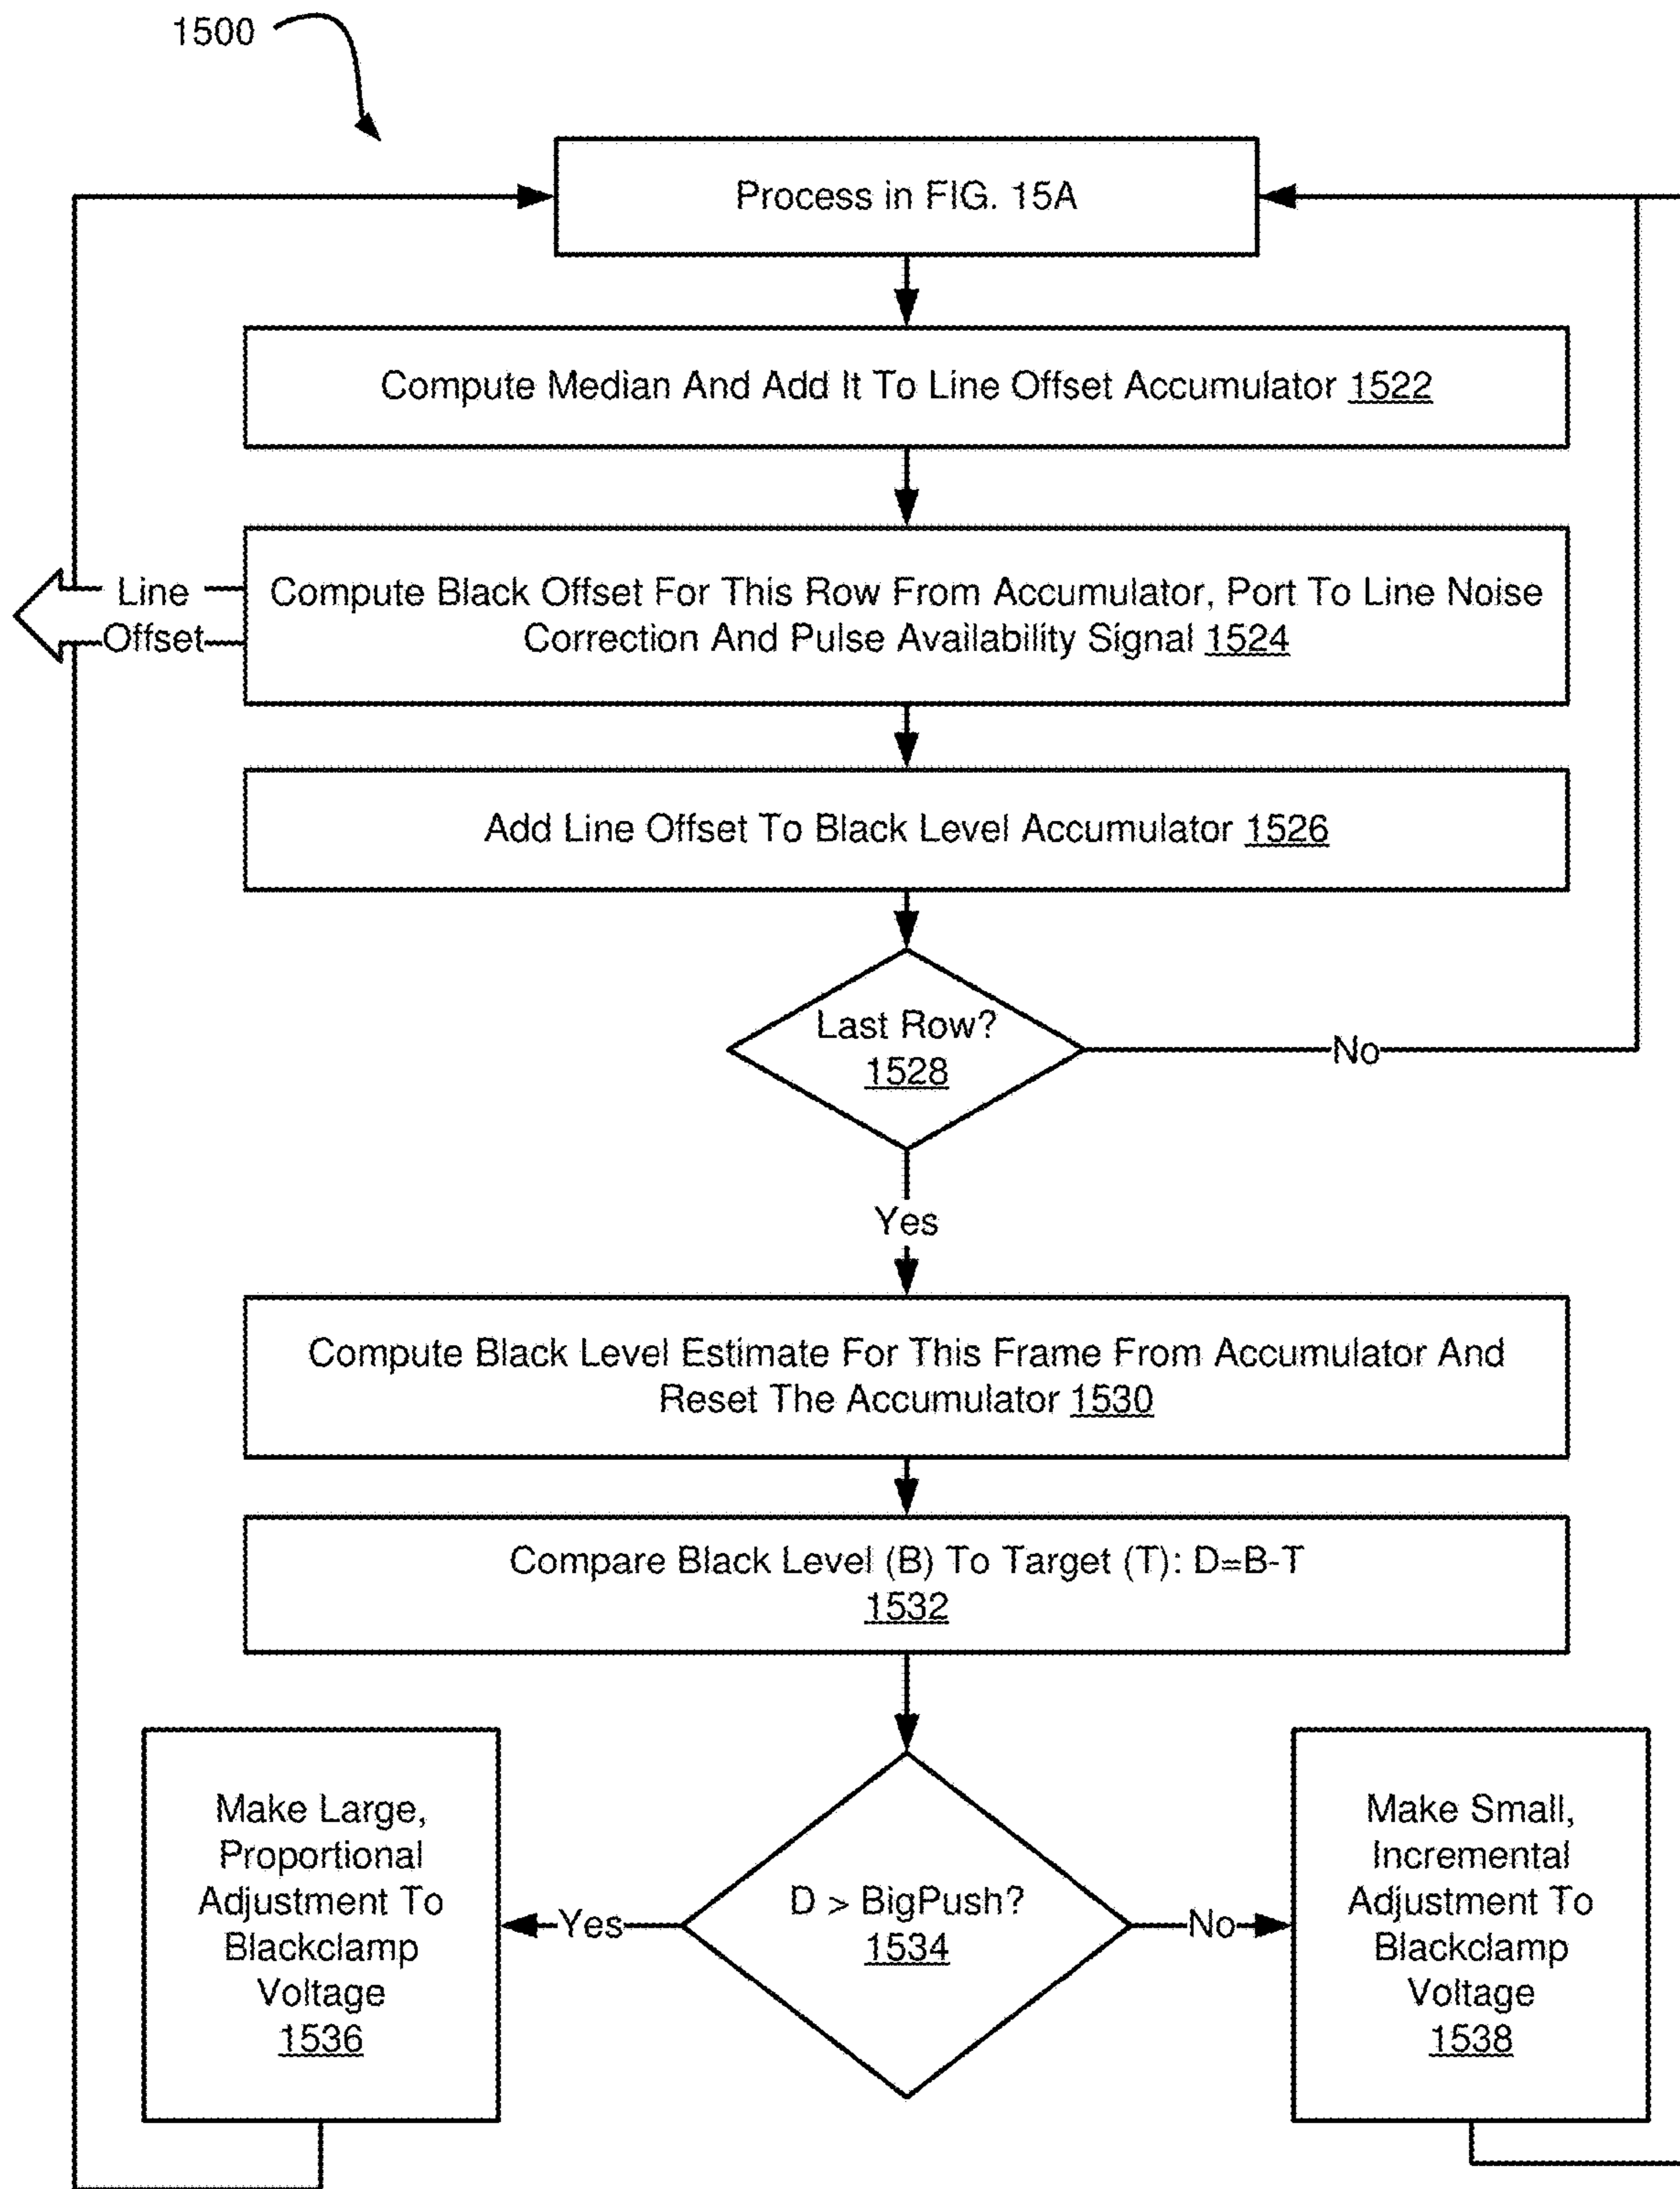 1500
Process in FIG. 15A
Compute Median And Add It To Line Offset Accumulator 1522
Line
Offset
Compute Black Offset For This Row From Accumulator, Port To Line Noise
Correction And Pulse Availability Signal 1524
Add Line Offset To Black Level Accumulator 1526
Last Row?
1528
No
Yes
Compute Black Level Estimate For This Frame From Accumulator And
Reset The Accumulator 1530
Compare Black Level (B) To Target (T): D=B-T
1532
Make Large,
Proportional
Adjustment To
Blackclamp
Voltage
1536
Yes
D > BigPush?
1534
No
Make Small,
Incremental
Adjustment To
Blackclamp
Voltage
1538